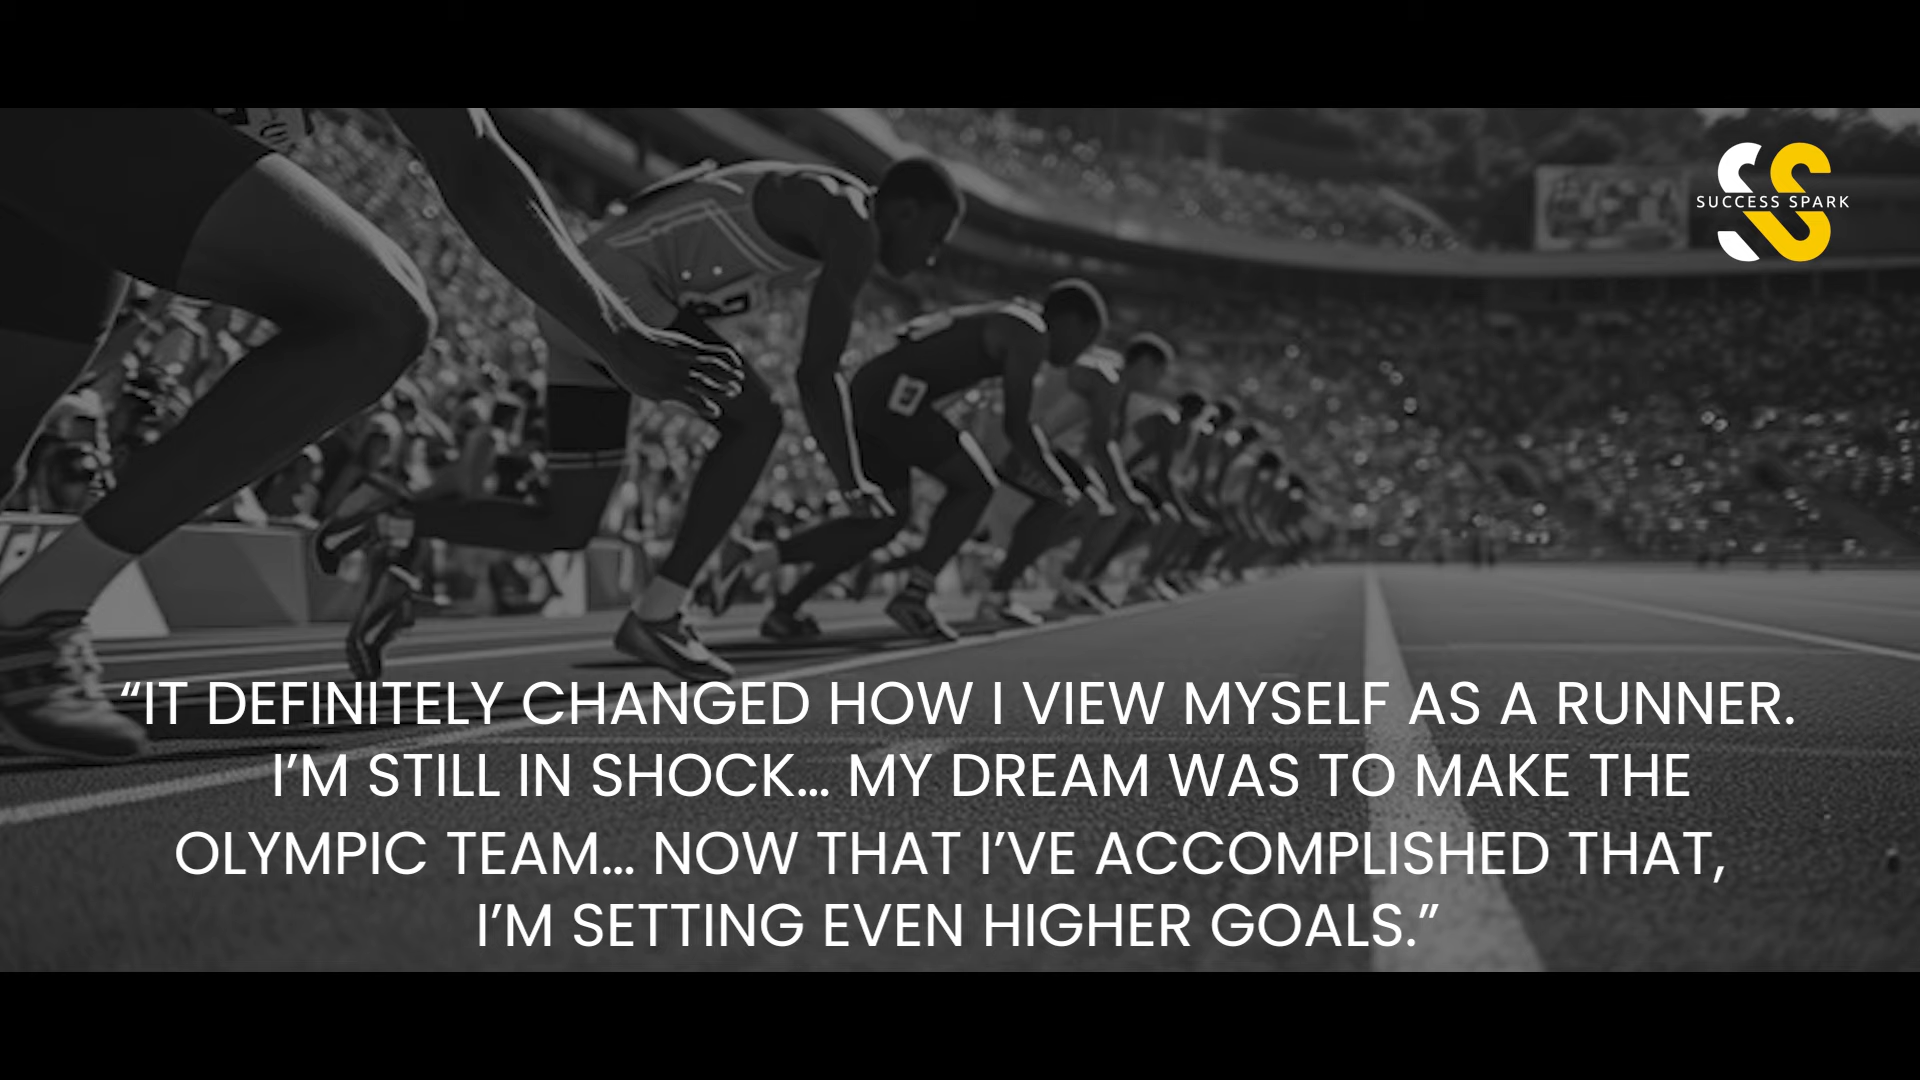 SUCCESS SPARK
“IT DEFINITELY CHANGED HOW I VIEW MYSELF AS A RUNNER.
I’M STILL IN SHOCK... MY DREAM WAS TO MAKE THE
OLYMPIC TEAM... NOW THAT I’VE ACCOMPLISHED THAT,
I’M SETTING EVEN HIGHER GOALS.”